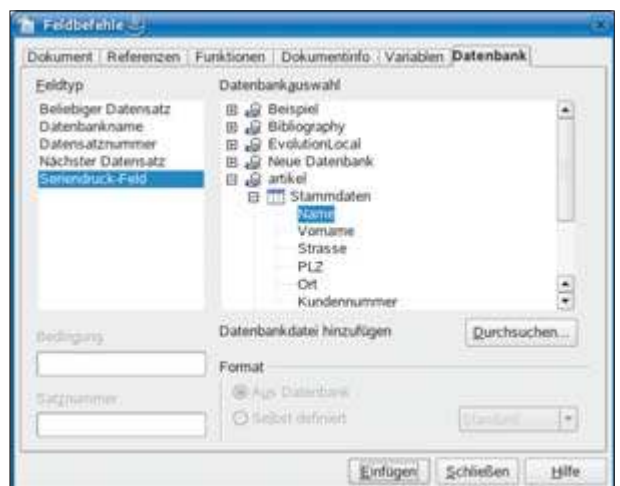 Feldbefehle
Dokument Referenzen Funktionen Dokumentinfo Variablen Datenbank
Feldtyp
Beliebiger Datensatz
Datenbankname
Datensatznummer
Nächster Datensatz
Seriendruck-Feld
Datenbankauswahl
Beispiel
Bibliography
EvolutionLocal
Neue Datenbank
artikel
Stammdaten
Name
Vorname
Strasse
PLZ
Ort
Kundennummer
Bedingung
Satznummer
Datenbankdatei hinzufügen
Durchsuchen...
Format
Aus Datenbank
Selbst definiert
Standard
Einfügen Schließen Hilfe